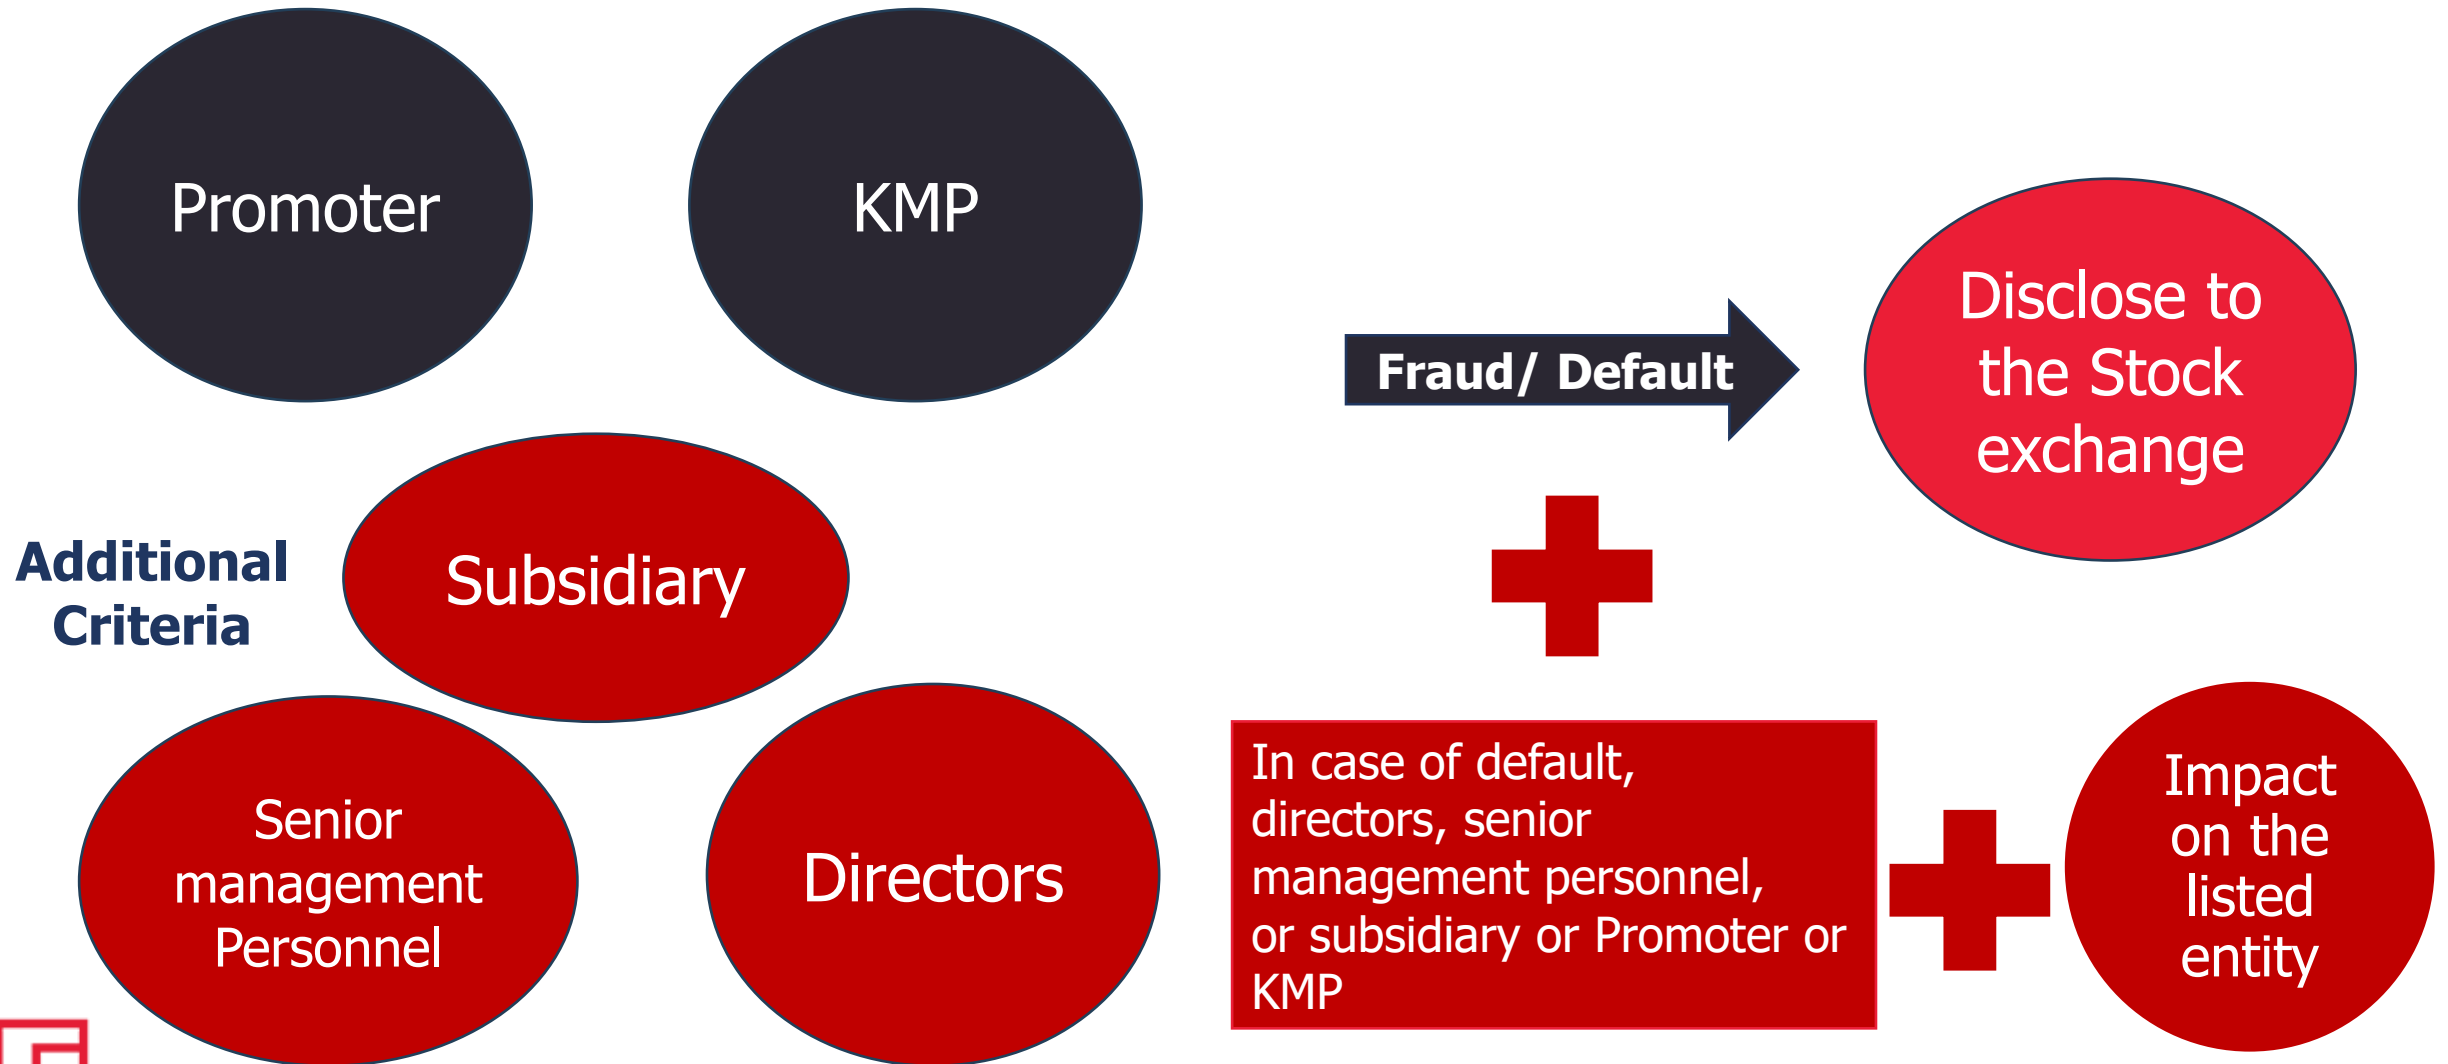 Promoter
KMP
Fraud/ Default
Disclose to
the Stock
exchange
Additional
Criteria
Subsidiary
Senior
management
Personnel
Directors
In case of default,
directors, senior
management personnel,
or subsidiary or Promoter or
KMP
Impact
on the
listed
entity